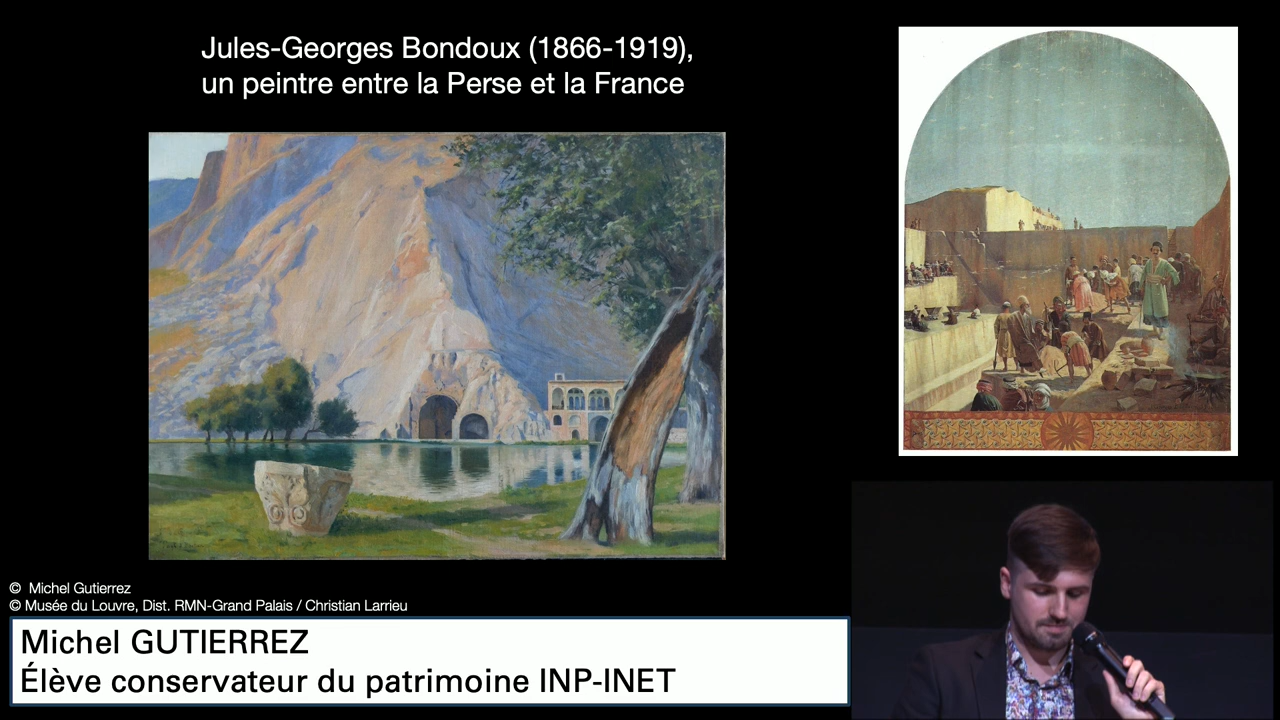 Jules-Georges Bondoux (1866-1919),
un peintre entre la Perse et la France
© Michel Gutierrez
© Musée du Louvre, Dist. RMN-Grand Palais / Christian Larrieu
Michel GUTIERREZ
Élève conservateur du patrimoine INP-INET